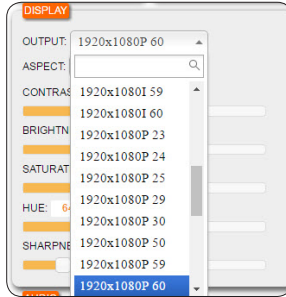 DISPLAY
OUTPUT: 1920x1080P 60
ASPECT:
CONTRAS
1920x1080I 59
1920x1080I 60
BRIGHTN
1920x1080P 23
1920x1080P 24
SATURAT
1920x1080P 25
1920x1080P 29
HUE: 64
1920x1080P 30
1920x1080P 50
SHARPNE
1920x1080P 59
1920x1080P 60